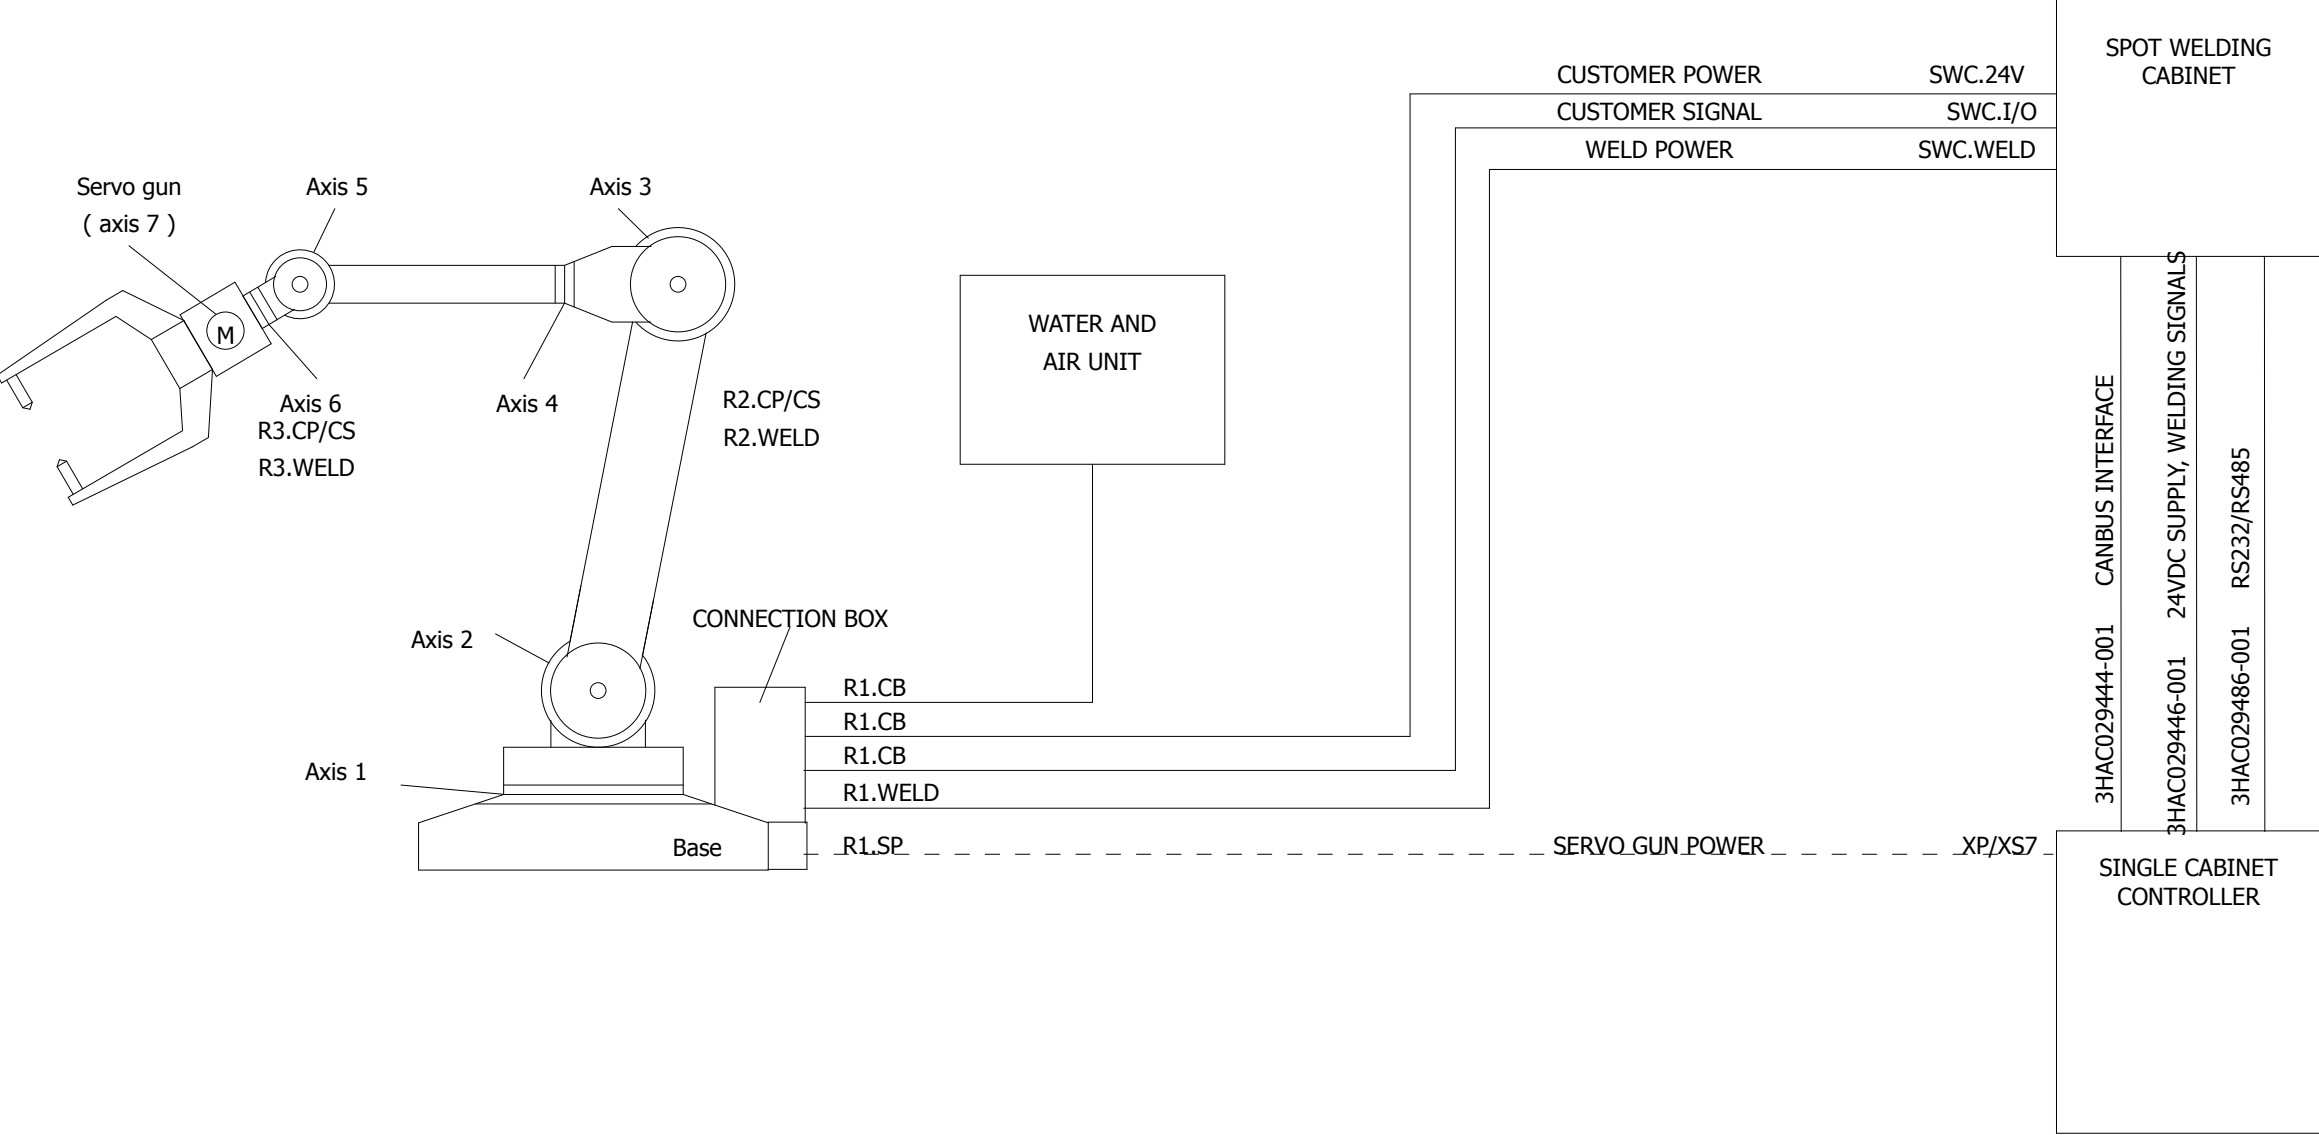 SPOT WELDING
CABINET
CUSTOMER POWER SWC.24V
CUSTOMER SIGNAL SWC.I/O
WELD POWER SWC.WELD
Servo gun
( axis 7 )
Axis 5
Axis 3
M
WATER AND
AIR UNIT
Axis 6
R3.CP/CS
R3.WELD
Axis 4
R2.CP/CS
R2.WELD
3HAC029444-001 CANBUS INTERFACE
3HAC029446-001 24VDC SUPPLY, WELDING SIGNALS
3HAC029486-001 RS232/RS485
CONNECTION BOX
Axis 2
R1.CB
R1.CB
R1.CB
Axis 1
R1.WELD
Base
R1.SP SERVO GUN POWER XP/XS7
SINGLE CABINET
CONTROLLER